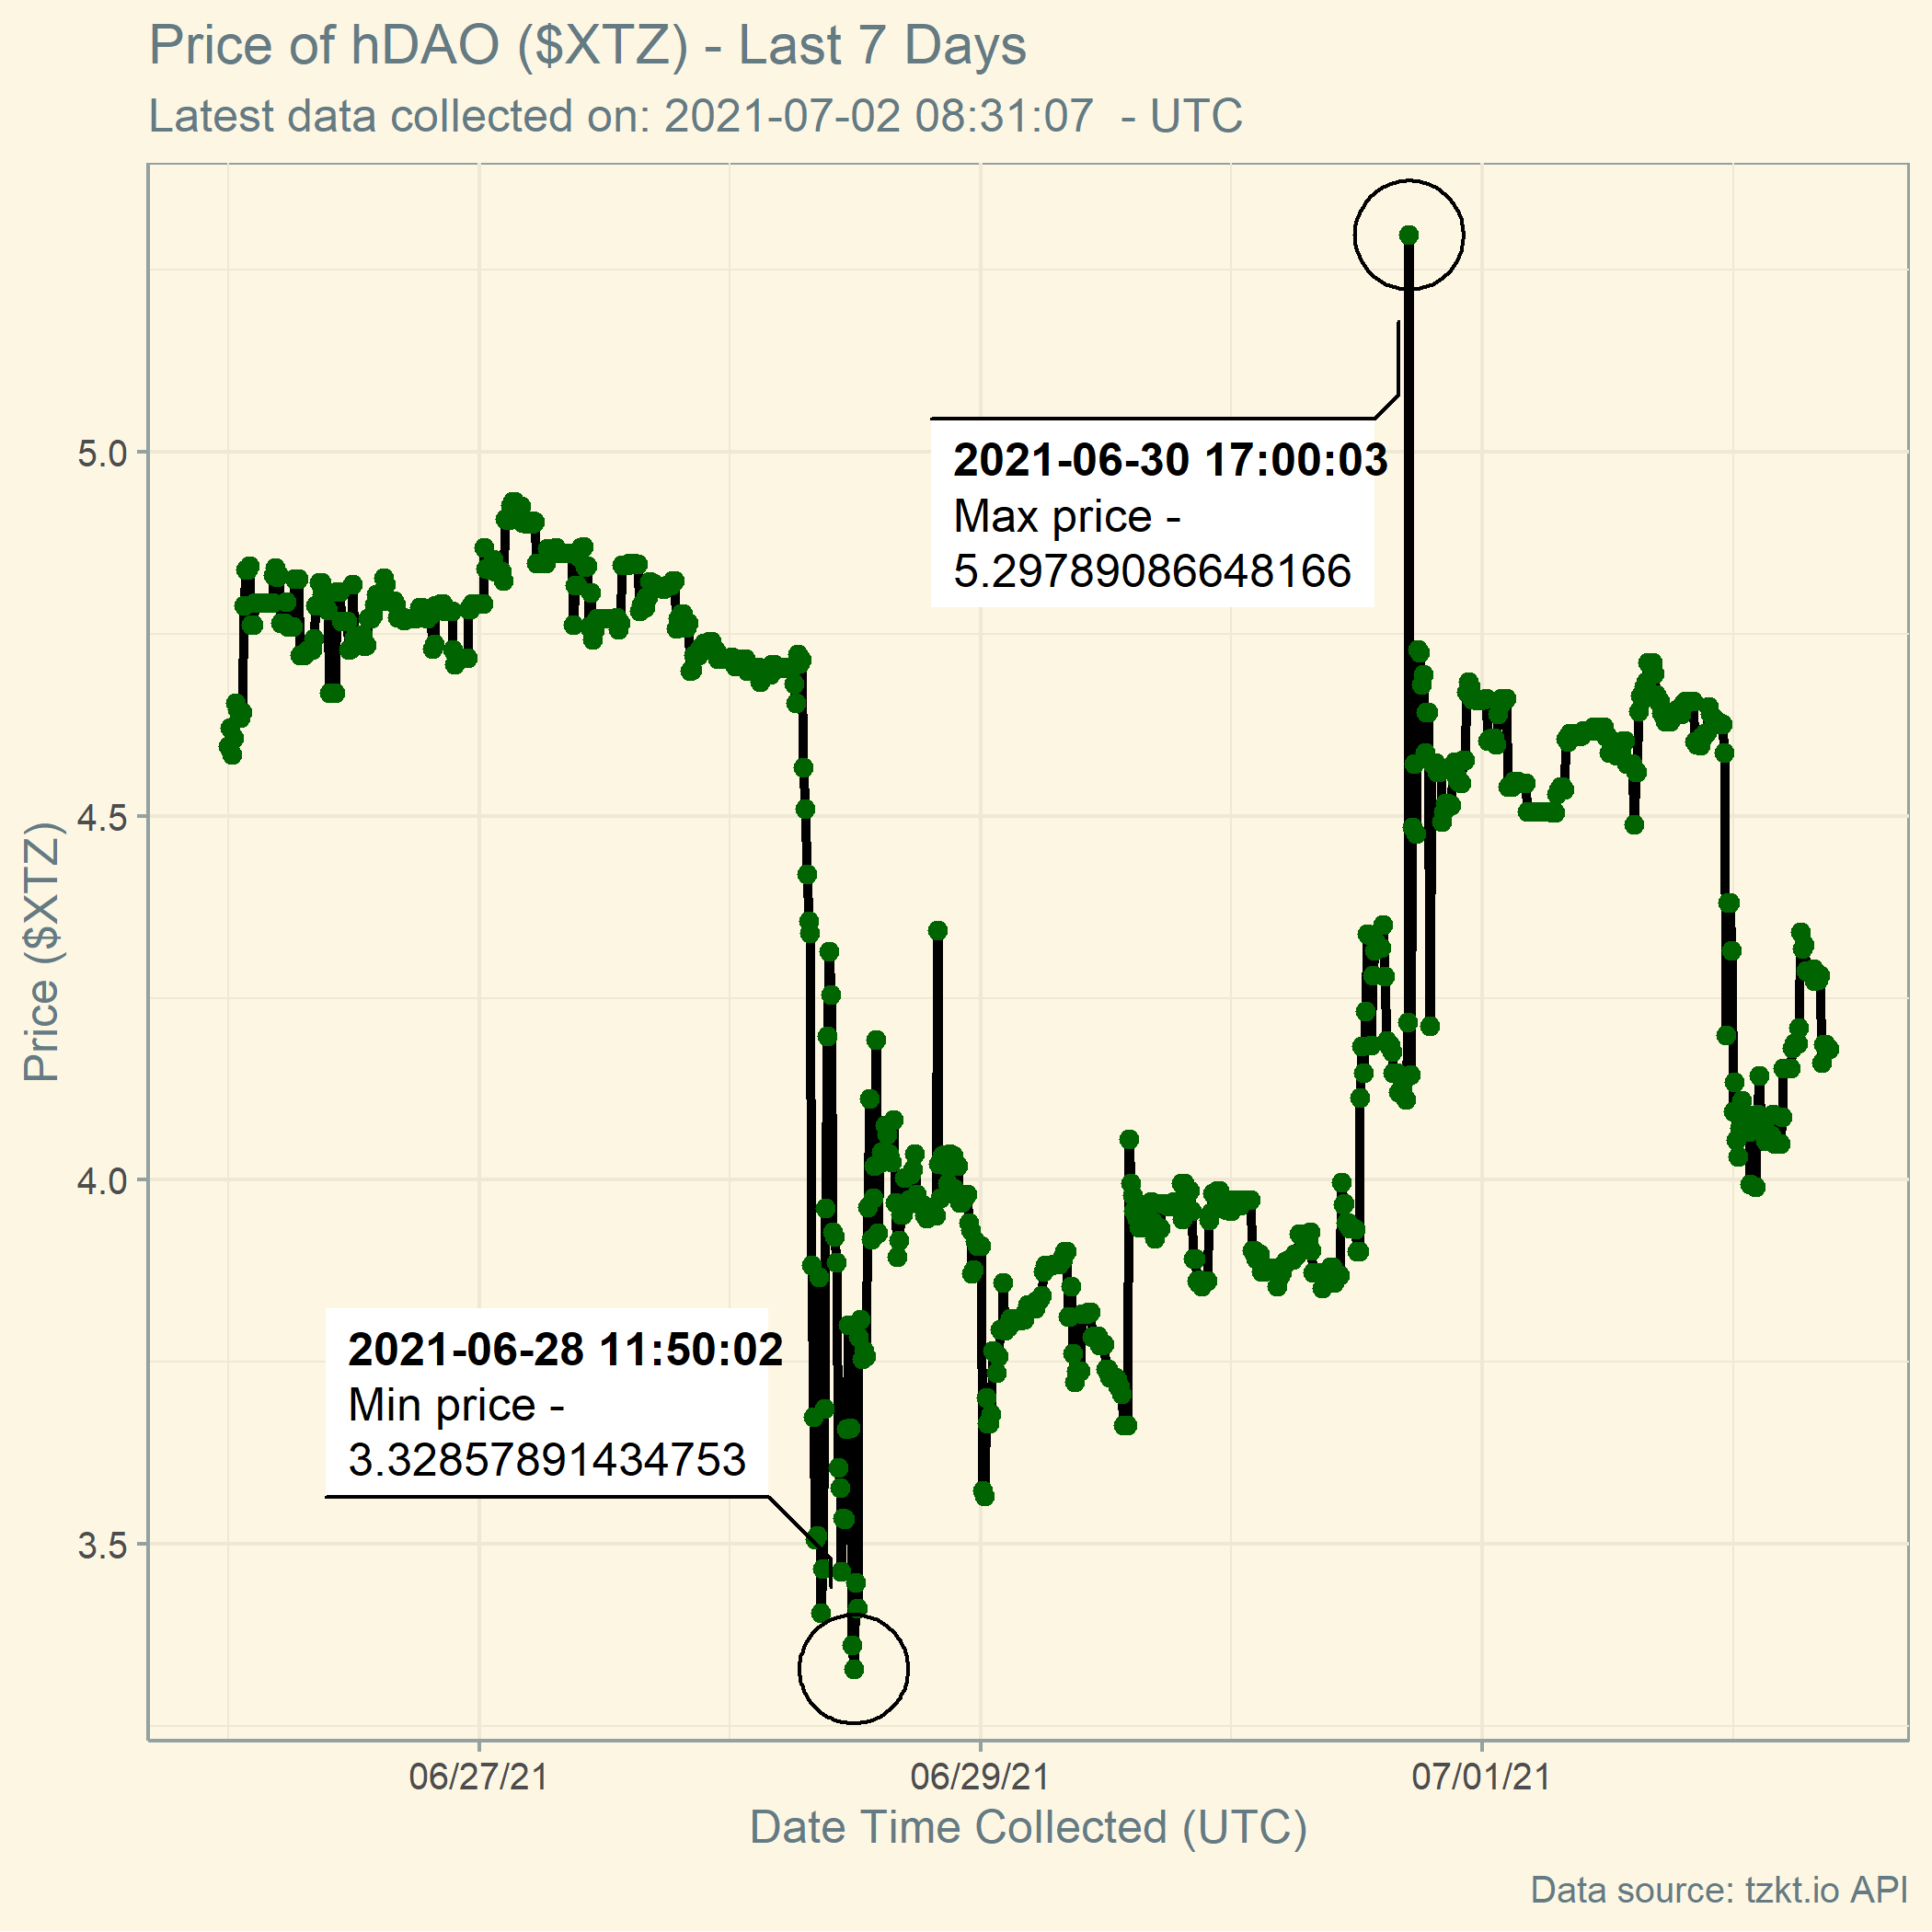 Price of hDAO ($XTZ) - Last 7 Days
Latest data collected on: 2021-07-02 08:31:07  - UTC
5.0
4.5
4.0
3.5
Price ($XTZ)
2021-06-30 17:00:03
Max price -
5.29789086648166
2021-06-28 11:50:02
Min price -
3.32857891434753
06/27/21
06/29/21
07/01/21
Date Time Collected (UTC)
Data source: tzkt.io API